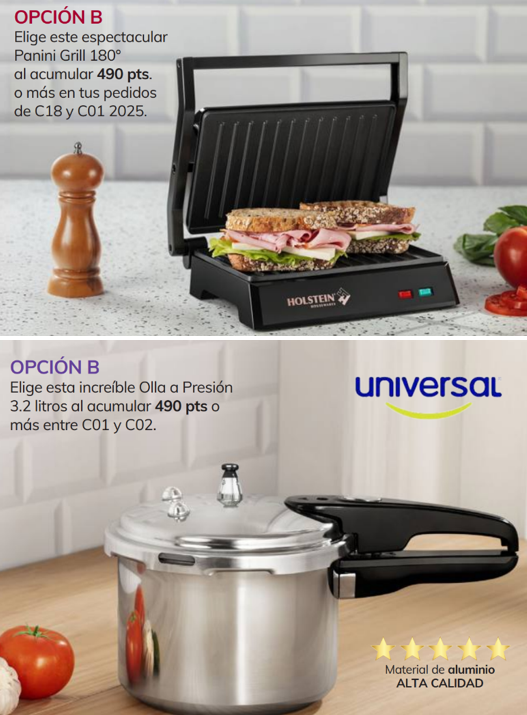 OPCIÓN B
Elige este espectacular
Panini Grill 180°
al acumular 490 pts.
o más en tus pedidos
de C18 y C01 2025.
HOLSTEIN
HOUSEWARES
OPCIÓN B
Elige esta increíble Olla a Presión
3.2 litros al acumular 490 pts o
más entre C01 y C02.
universal
Material de aluminio
ALTA CALIDAD